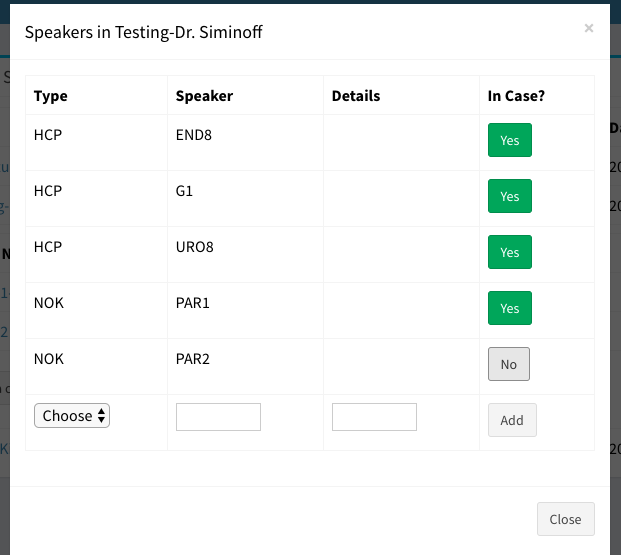 Speakers in Testing-Dr. Siminoff ×
Type Speaker Details In Case?
HCP END8 Yes
HCP G1 Yes
HCP URO8 Yes
NOK PAR1 Yes
NOK PAR2 No
Choose Add
Close